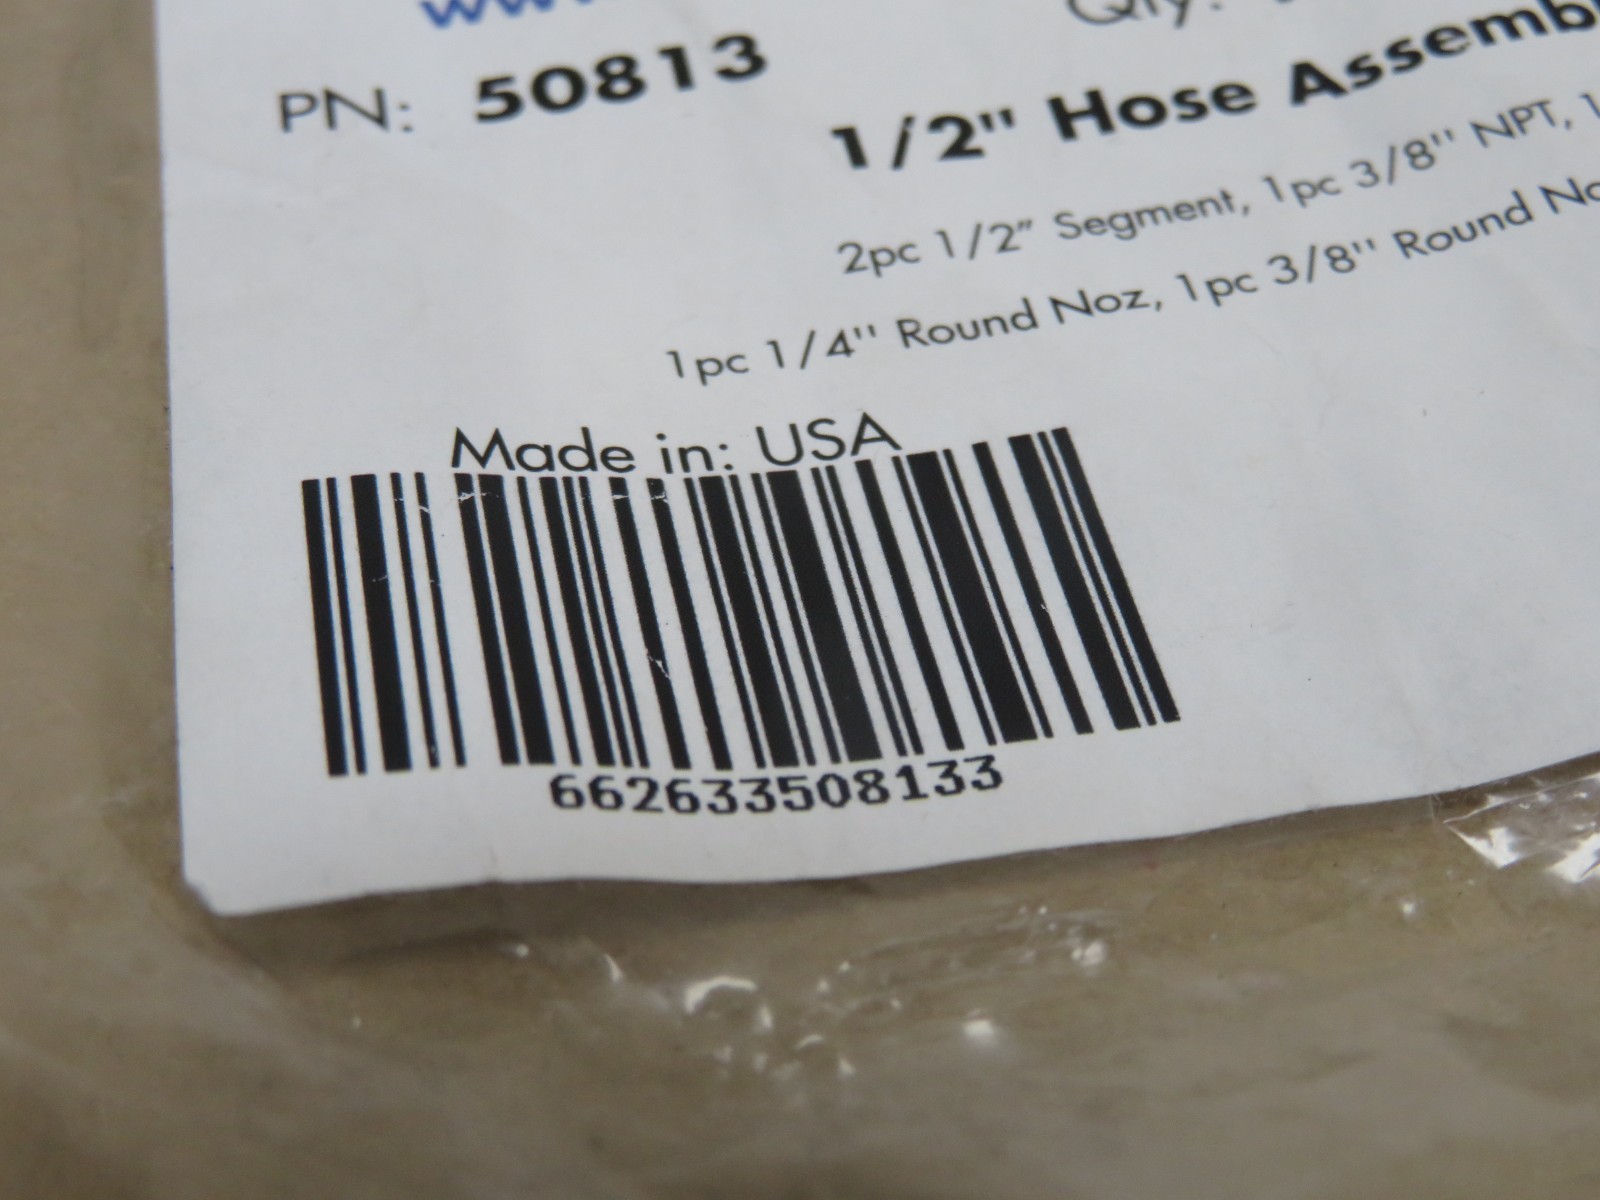 PN: 50813
Qty:
1/2" Hose
2pc 1/2" Segment, 1pc 3/8" NPT,
1pc 1/4" Round Noz, 1pc 3/8" Round
Made in: USA
662633508133